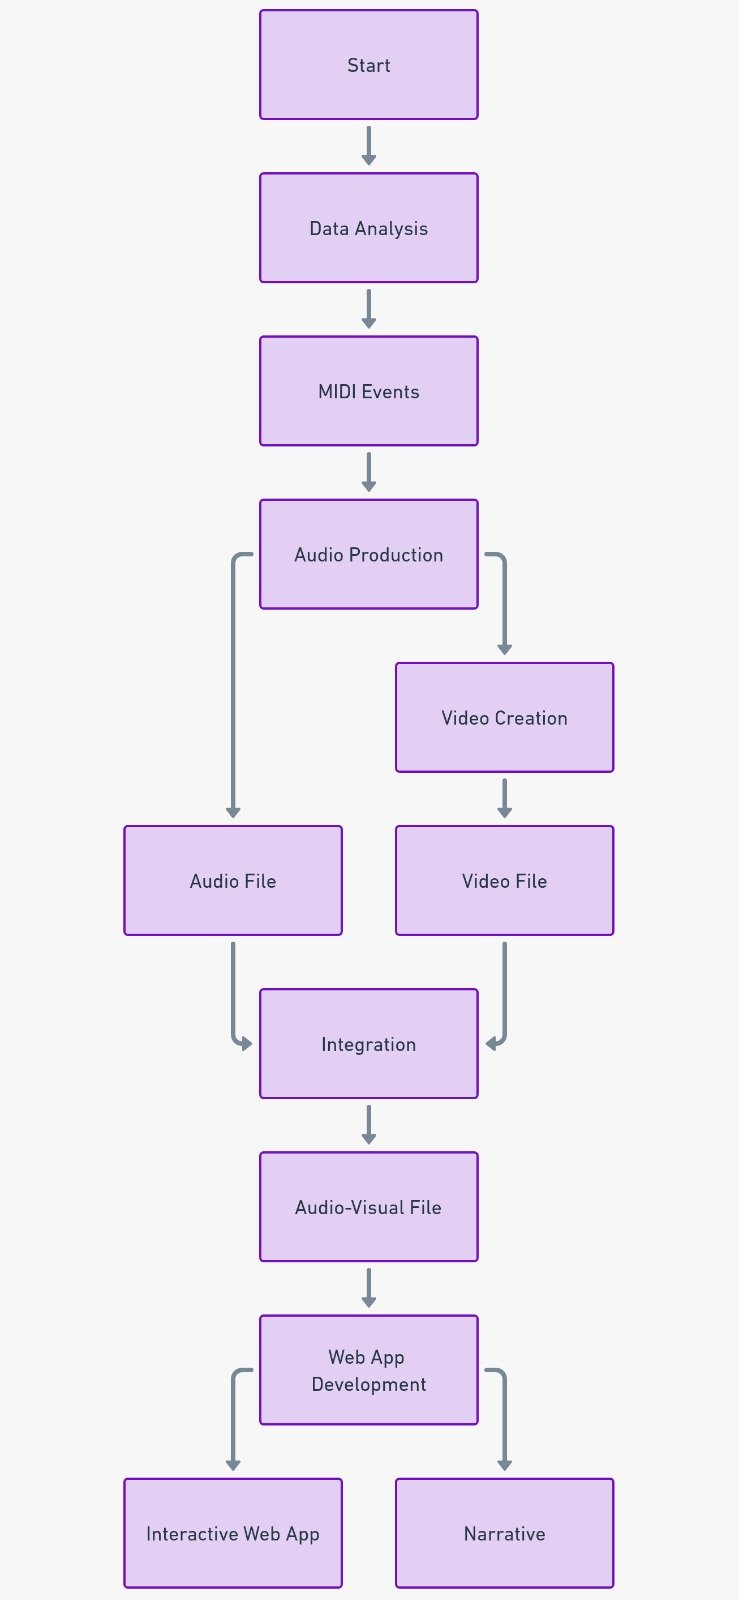 Start
Data Analysis
MIDI Events
Audio Production
Video Creation
Audio File
Video File
Integration
Audio-Visual File
Web App
Development
Interactive Web App
Narrative